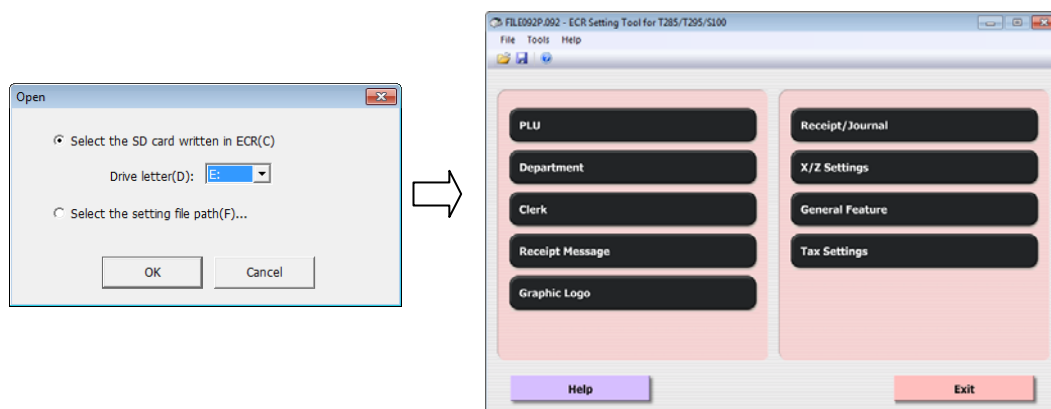 Open
Select the SD card written in ECR(C)
Drive letter(D): E:
Select the setting file path(F)...
OK Cancel
FILE092P.092 - ECR Setting Tool for T285/T295/S100
File Tools Help
PLU
Department
Clerk
Receipt Message
Graphic Logo
Receipt/Journal
X/Z Settings
General Feature
Tax Settings
Help Exit